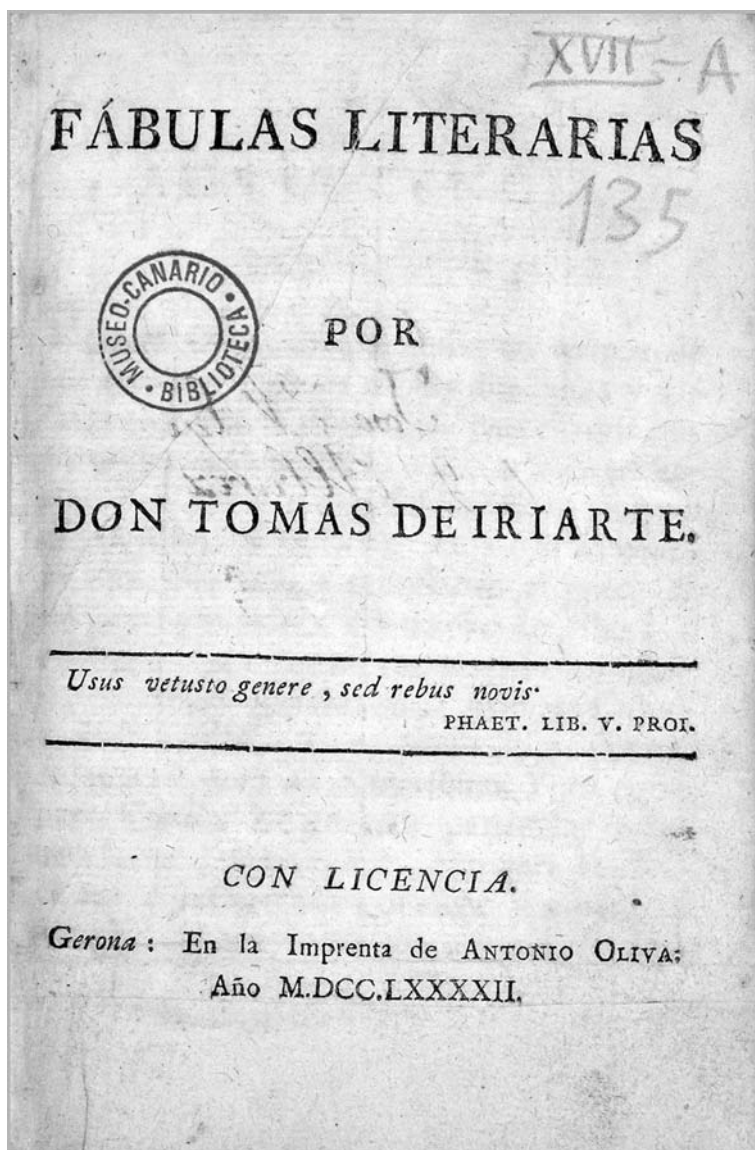 XVII-A
FÁBULAS LITERARIAS
135
MUSEO-CANARIO • BIBLIOTECA •
POR
DON TOMAS DE IRIARTE.
Usus vetusto genere , sed rebus novis.
PHAET. LIB. V. PROI.
CON LICENCIA.
Gerona : En la Imprenta de ANTONIO OLIVA:
Año M.DCC.LXXXXII.